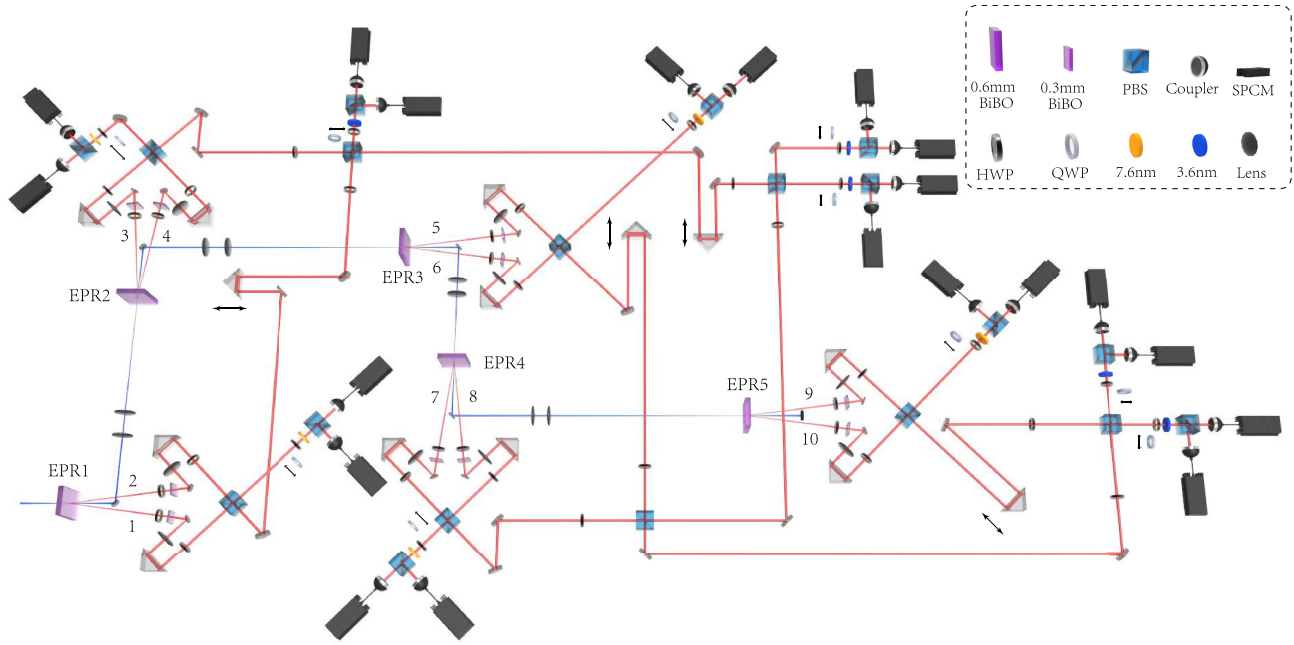 0.6mm
BiBO
0.3mm
BiBO
PBS
Coupler
SPCM
HWP
QWP
7.6nm
3.6nm
Lens
3
4
5
6
EPR3
EPR2
EPR4
7
8
EPR5
9
10
EPR1
2
1